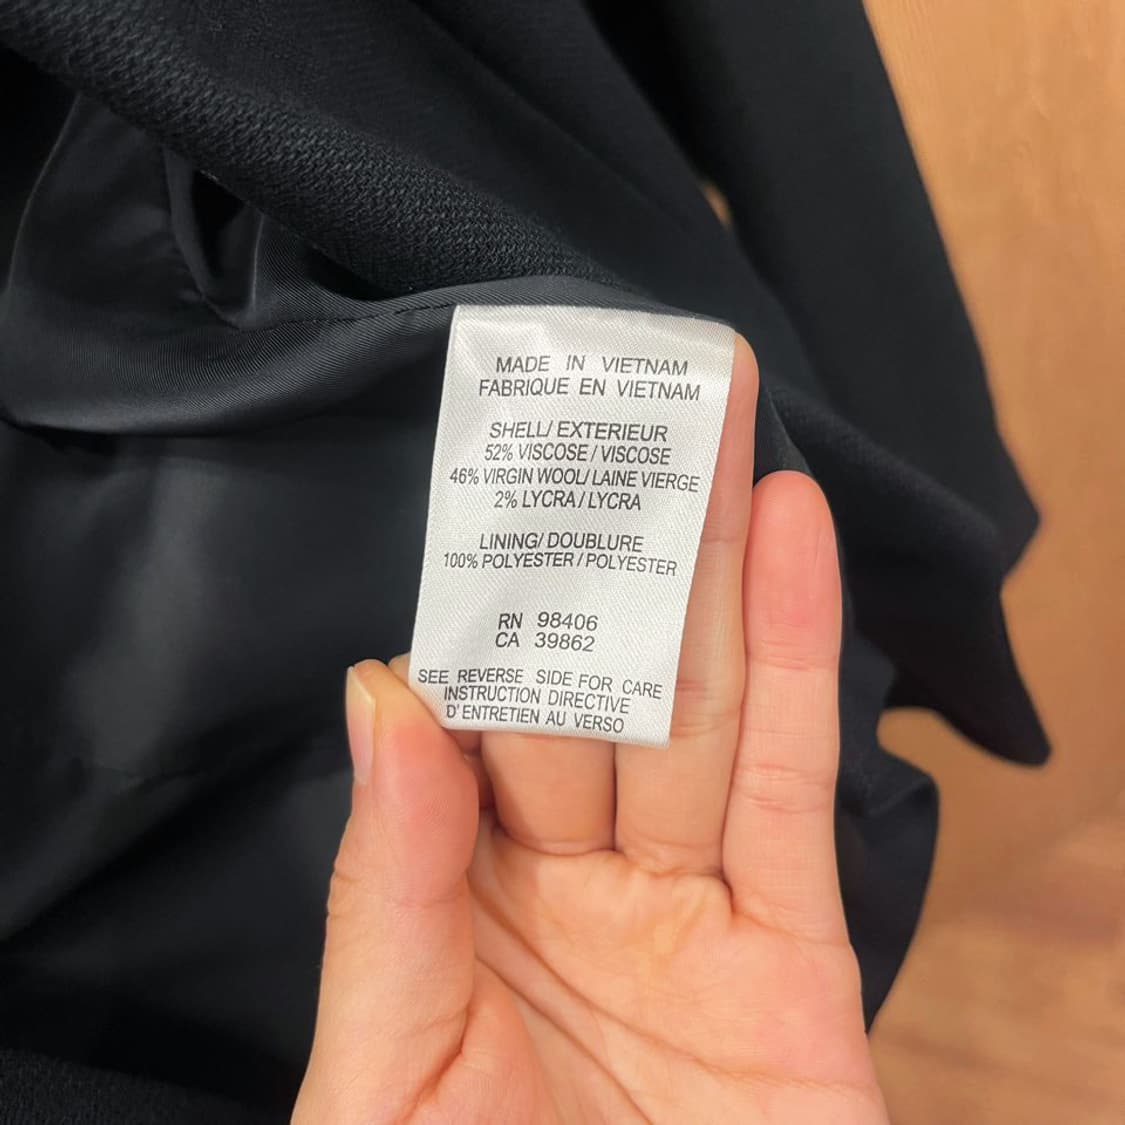 MADE IN VIETNAM
FABRIQUE EN VIETNAM
SHELL/ EXTERIEUR
52% VISCOSE / VISCOSE
46% VIRGIN WOOL/ LAINE VIERGE
2% LYCRA / LYCRA
LINING/ DOUBLURE
100% POLYESTER / POLYESTER
RN 98406
CA 39862
SEE REVERSE SIDE FOR CARE
INSTRUCTION DIRECTIVE
D' ENTRETIEN AU VERSO